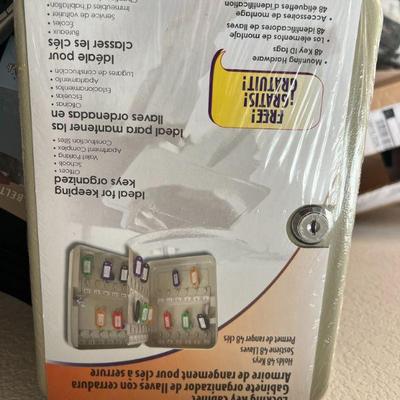 Locking Key Cabinet
Gabinete organizador de llaves con cerradura
Armoire de rangement pour clés à serrure
Holds 48 Keys
Sostiene 48 Llaves
Permet de ranger 48 clés
Ideal for keeping
keys organized
• Offices
• Schools
• Valet Parking
• Apartment Complex
• Construction Sites
Ideal para mantener las
llaves ordenadas en
• Oficinas
• Escuelas
• Estacionamientos
• Apartamento
• Lugares de construcción
Idéale pour
classer les clés
• Bureaux
• Écoles
• Service de voiturier
• Immeubles d'habitation
FREE!
¡GRATIS!
GRATUIT!
• Mounting hardware
• 48 Key ID tags
• Los elementos de montaje
48 identificadores de llaves
• Accessoires de montage
48 étiquettes d'identification
BELT